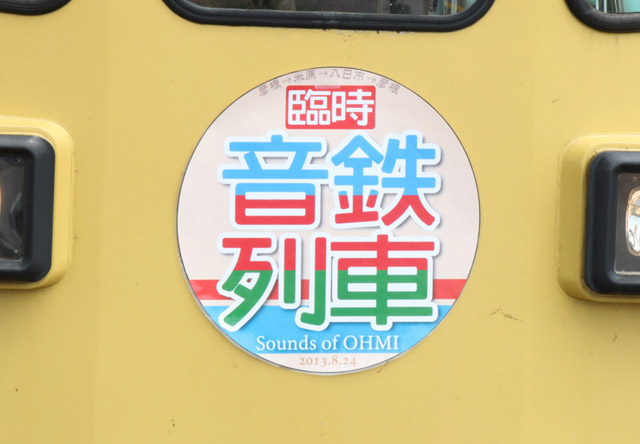 彦根→米原→八日市→彦根
臨時
音鉄
列車
Sounds of OHMI
2013.8.24